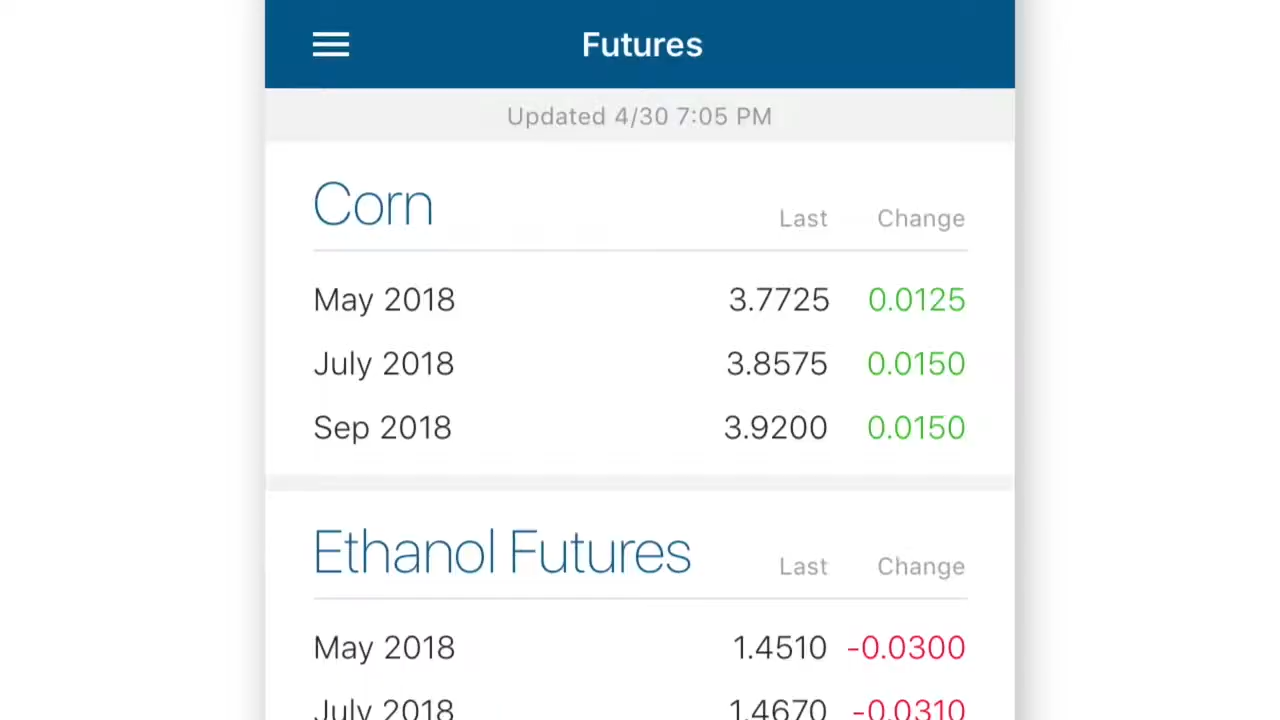 Futures
Updated 4/30 7:05 PM
Corn Last Change
May 2018 3.7725 0.0125
July 2018 3.8575 0.0150
Sep 2018 3.9200 0.0150
Ethanol Futures Last Change
May 2018 1.4510 -0.0300
July 2018 1.4670 -0.0310